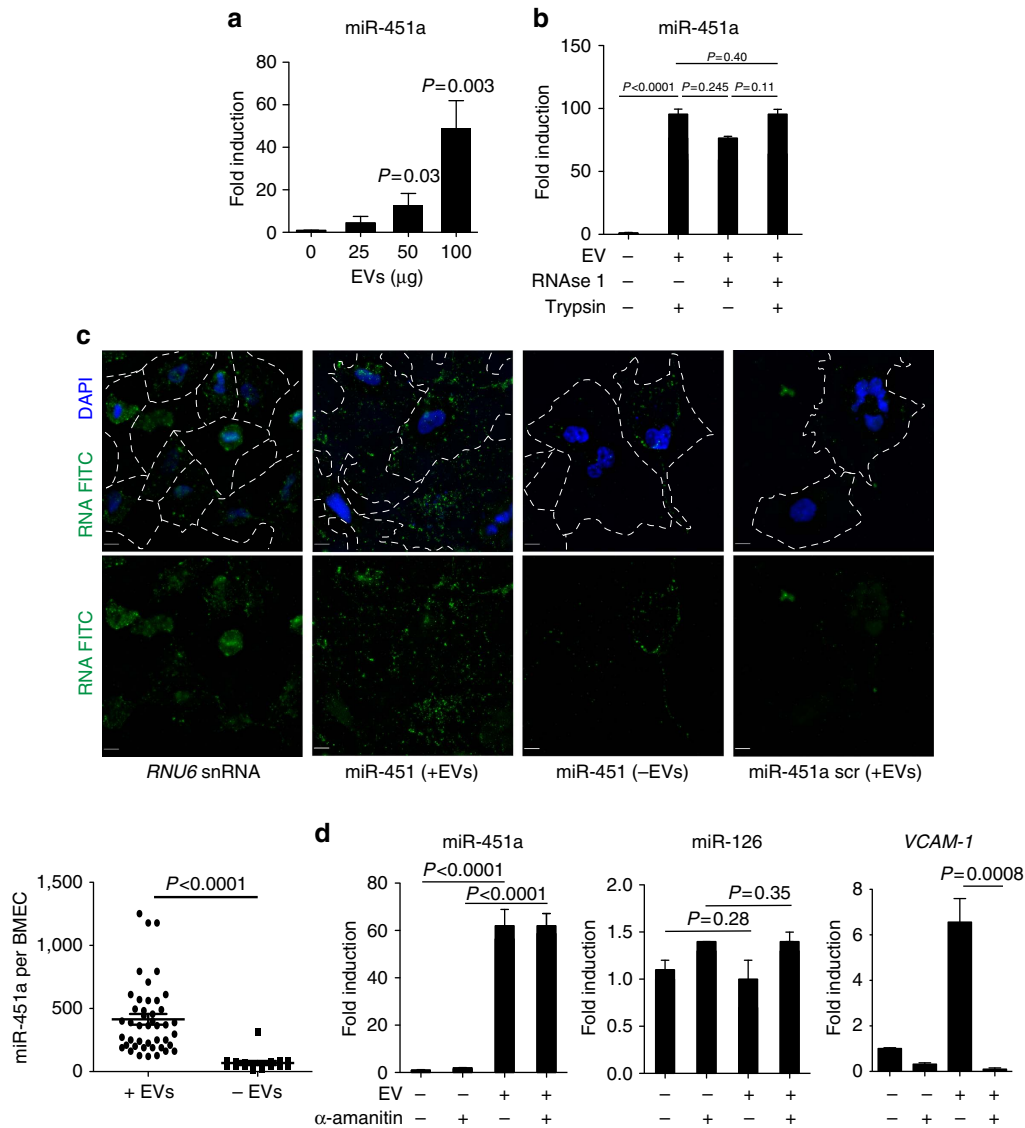 a
miR-451a
Fold induction
80
60
40
20
0
P=0.03
P=0.003
0 25 50 100
EVs (μg)
b
miR-451a
Fold induction
150
100
50
0
P=0.40
P<0.0001 P=0.245 P=0.11
EV – + + +
RNAse 1 – – + +
Trypsin – + – +
c
RNA FITC DAPI
RNA FITC
RNU6 snRNA
miR-451 (+EVs)
miR-451 (–EVs)
miR-451a scr (+EVs)
miR-451a per BMEC
1,500
1,000
500
0
P<0.0001
+ EVs – EVs
d
miR-451a
Fold induction
80
60
40
20
0
P<0.0001
P<0.0001
EV – – + +
α-amanitin – + – +
miR-126
Fold induction
2.0
1.5
1.0
0.5
0.0
P=0.35
P=0.28
– – + +
– + – +
VCAM-1
Fold induction
8
6
4
2
0
P=0.0008
– – + +
– + – +